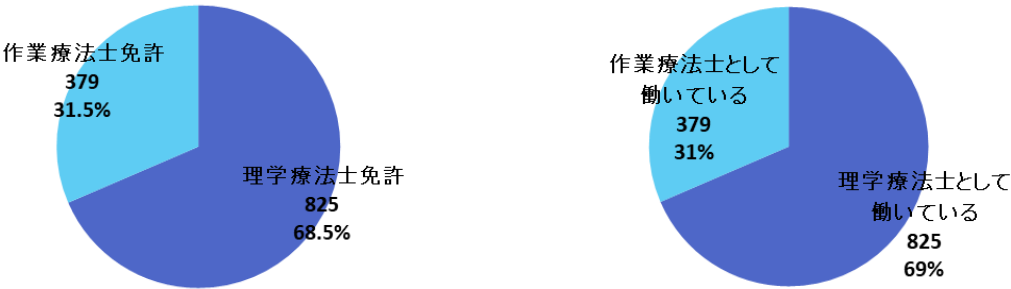 作業療法士免許
379
31.5%
理学療法士免許
825
68.5%
作業療法士として
働いている
379
31%
理学療法士として
働いている
825
69%